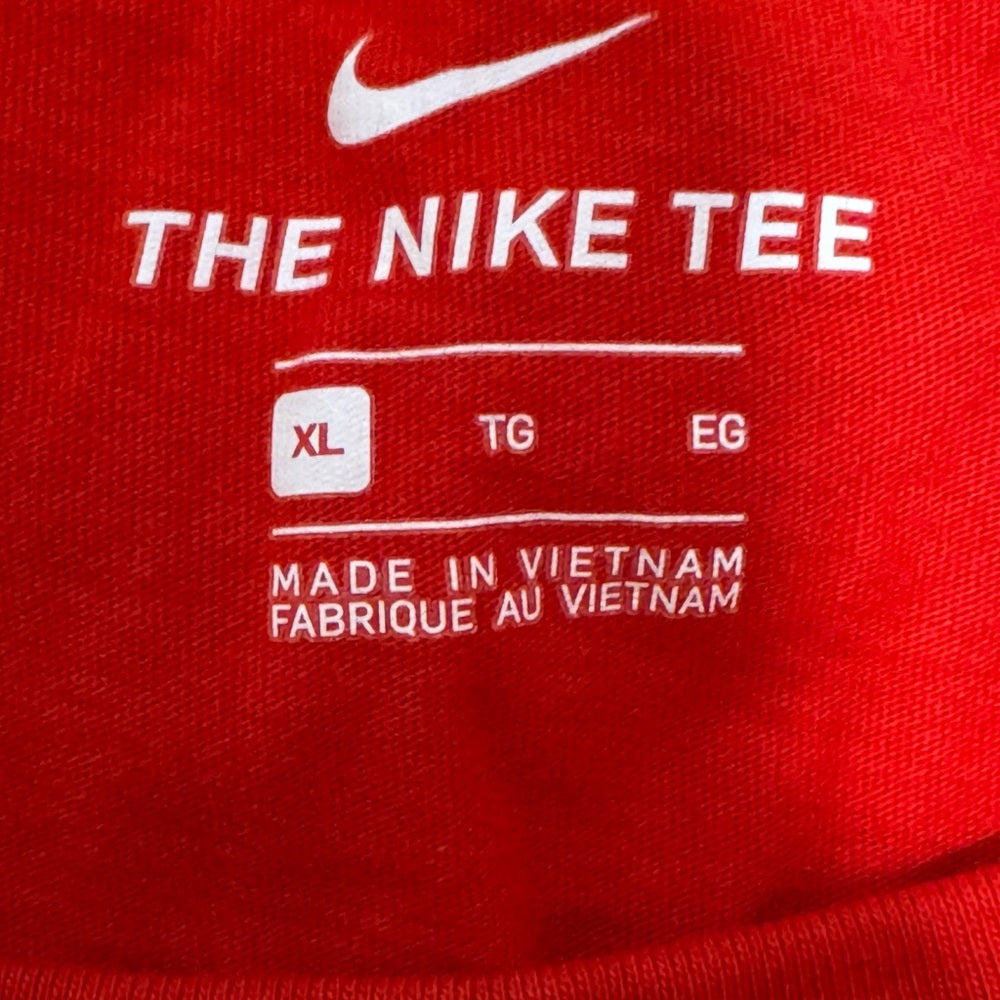 THE NIKE TEE
XL TG EG
MADE IN VIETNAM
FABRIQUE AU VIETNAM